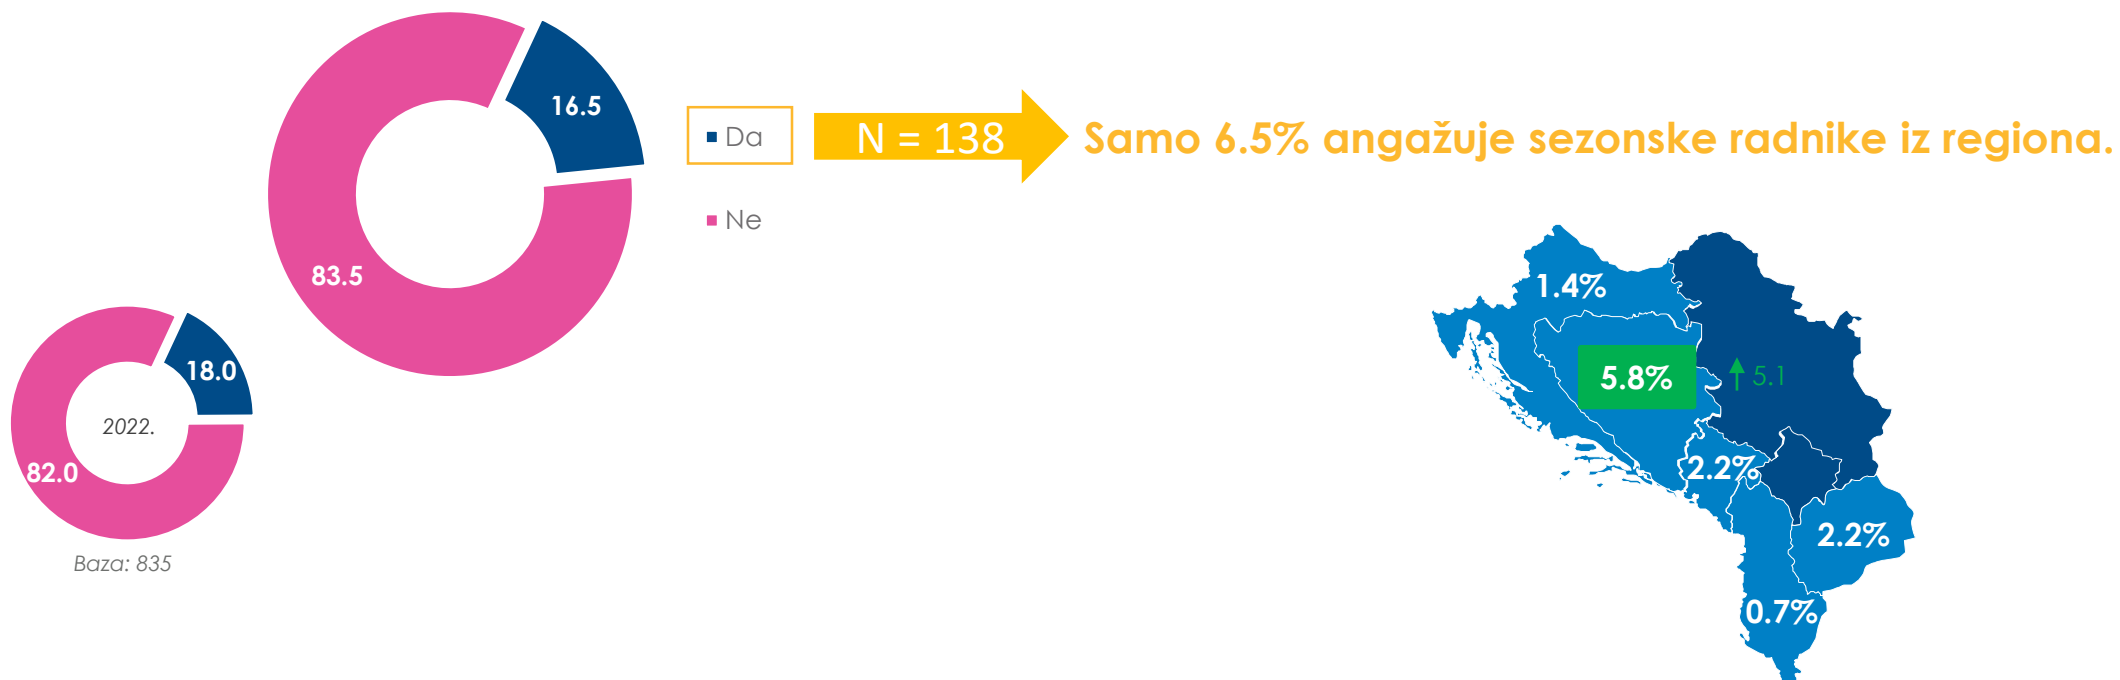 16.5
83.5
Da
Ne
N = 138
Samo 6.5% angažuje sezonske radnike iz regiona.
18.0
82.0
2022.
Baza: 835
1.4%
5.8%
5.1
2.2%
2.2%
0.7%